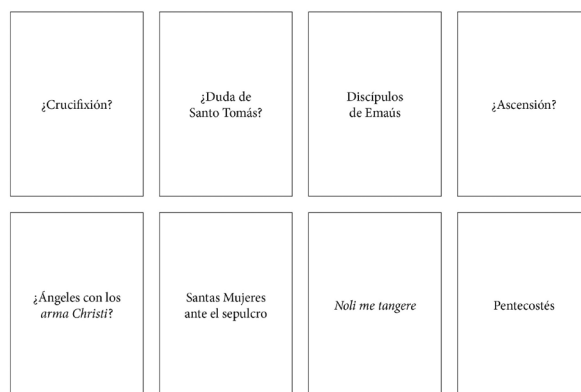 ¿Crucifixión?
¿Duda de
Santo Tomás?
Discípulos
de Emaús
¿Ascensión?
¿Ángeles con los
arma Christi?
Santas Mujeres
ante el sepulcro
Noli me tangere
Pentecostés